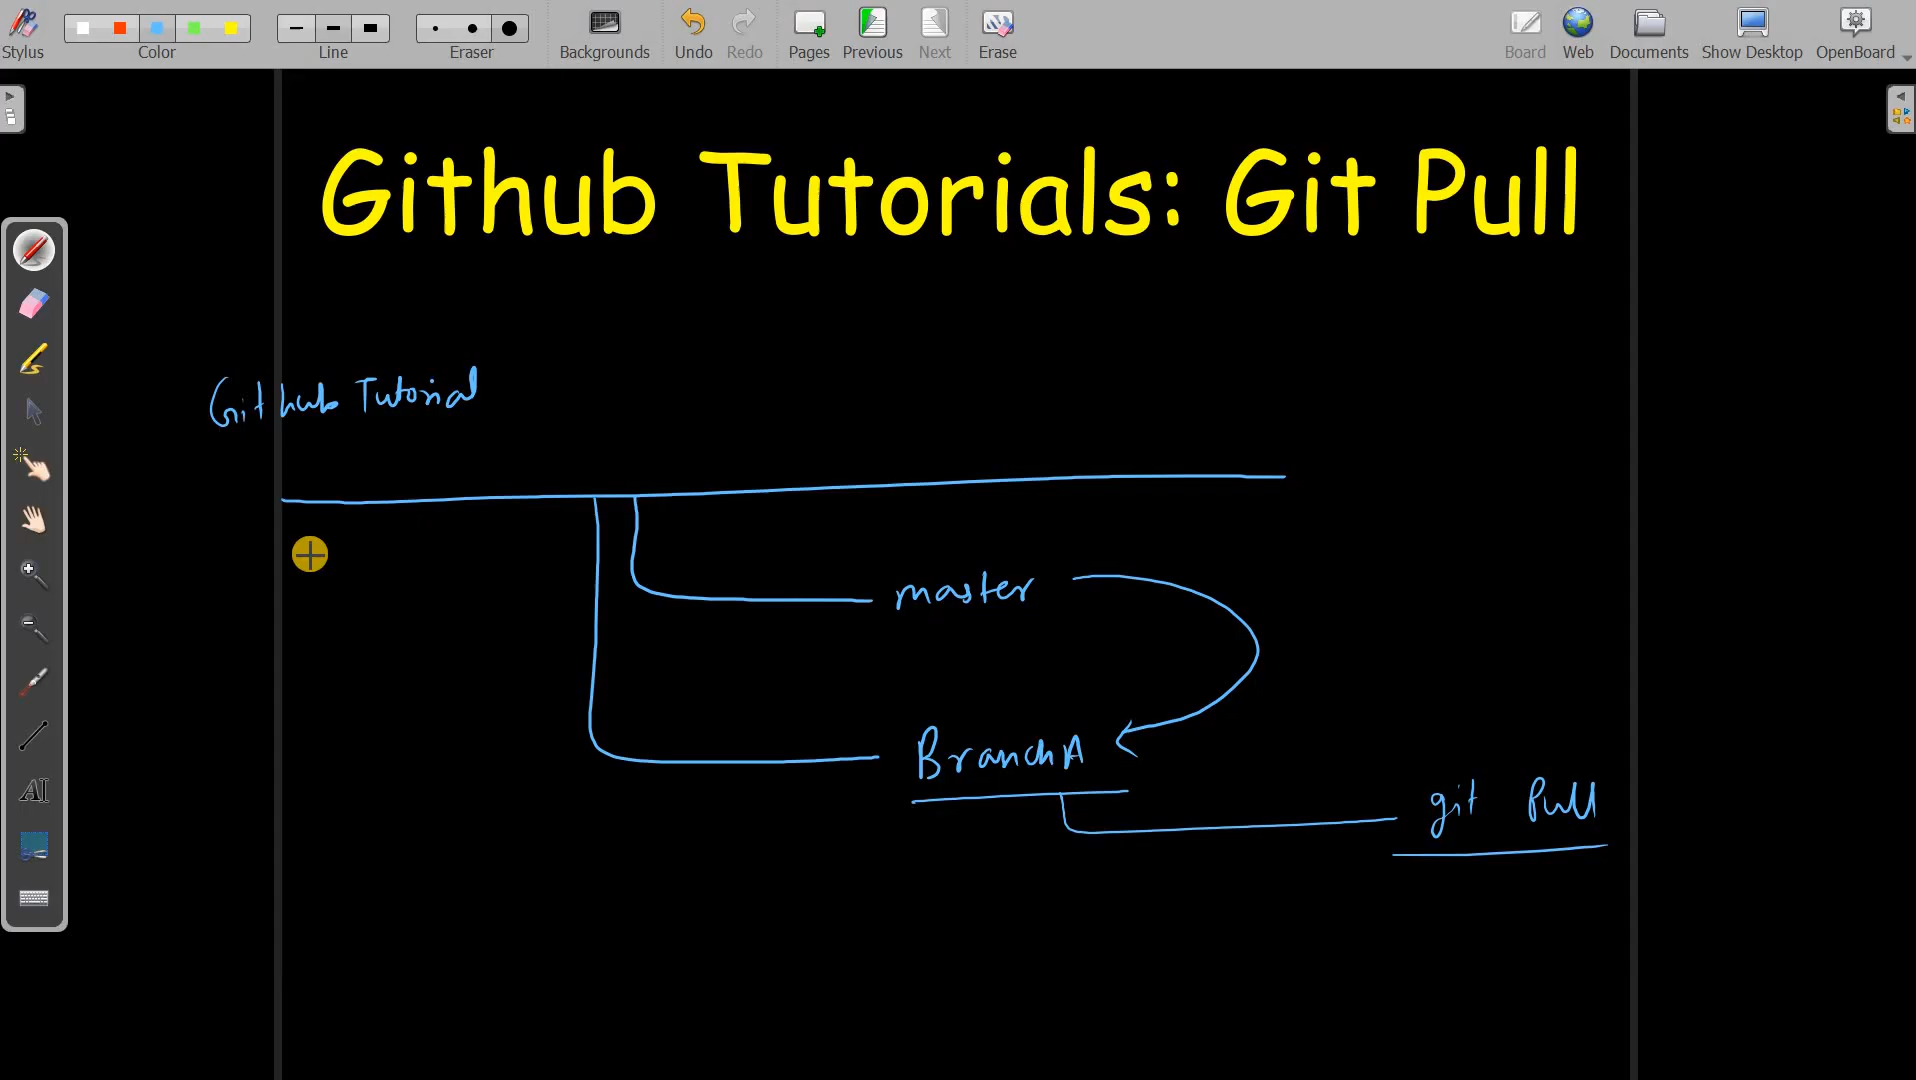 Stylus
Color
Line
Eraser
Backgrounds
Undo
Redo
Pages
Previous
Next
Erase
Board
Web
Documents
Show Desktop
OpenBoard
Github Tutorials: Git Pull
Github Tutorial
master
BranchA
git Pull
AI